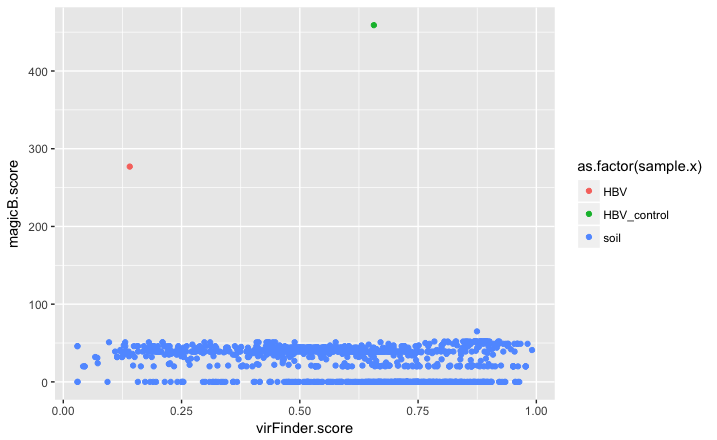 magicB.score
400
300
200
100
0
0.00
0.25
0.50
0.75
1.00
virFinder.score
as.factor(sample.x)
HBV
HBV_control
soil